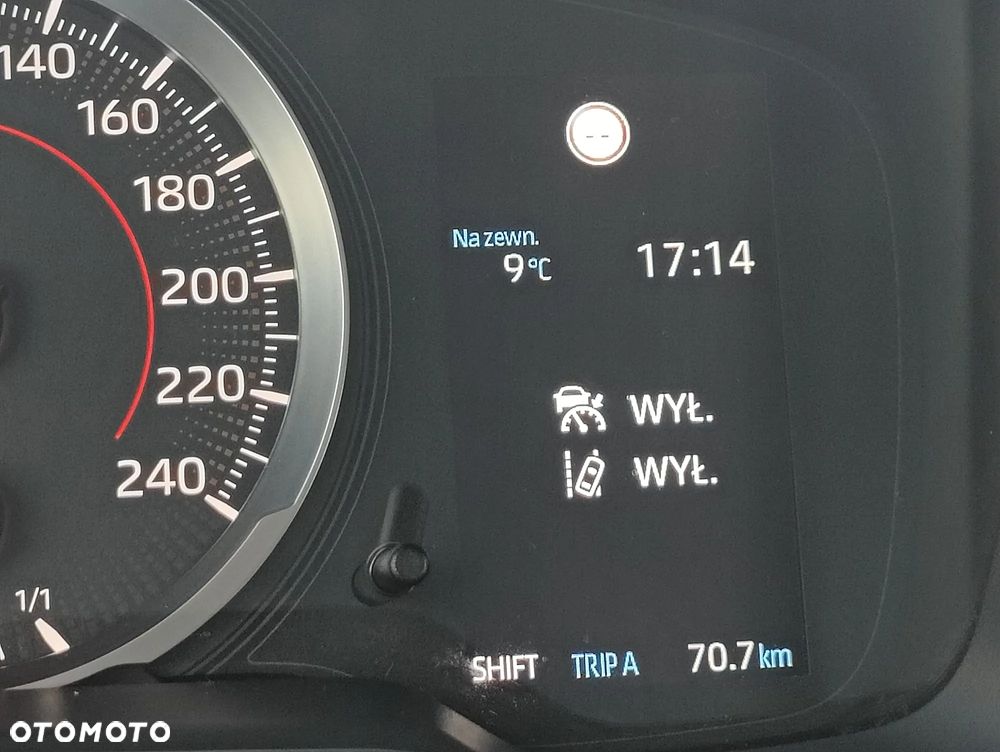 140
160
180
200
220
240
1/1
--
Na zewn.
9°C
17:14
WYŁ.
WYŁ.
SHIFT TRIP A 70.7 km
OTOMOTO